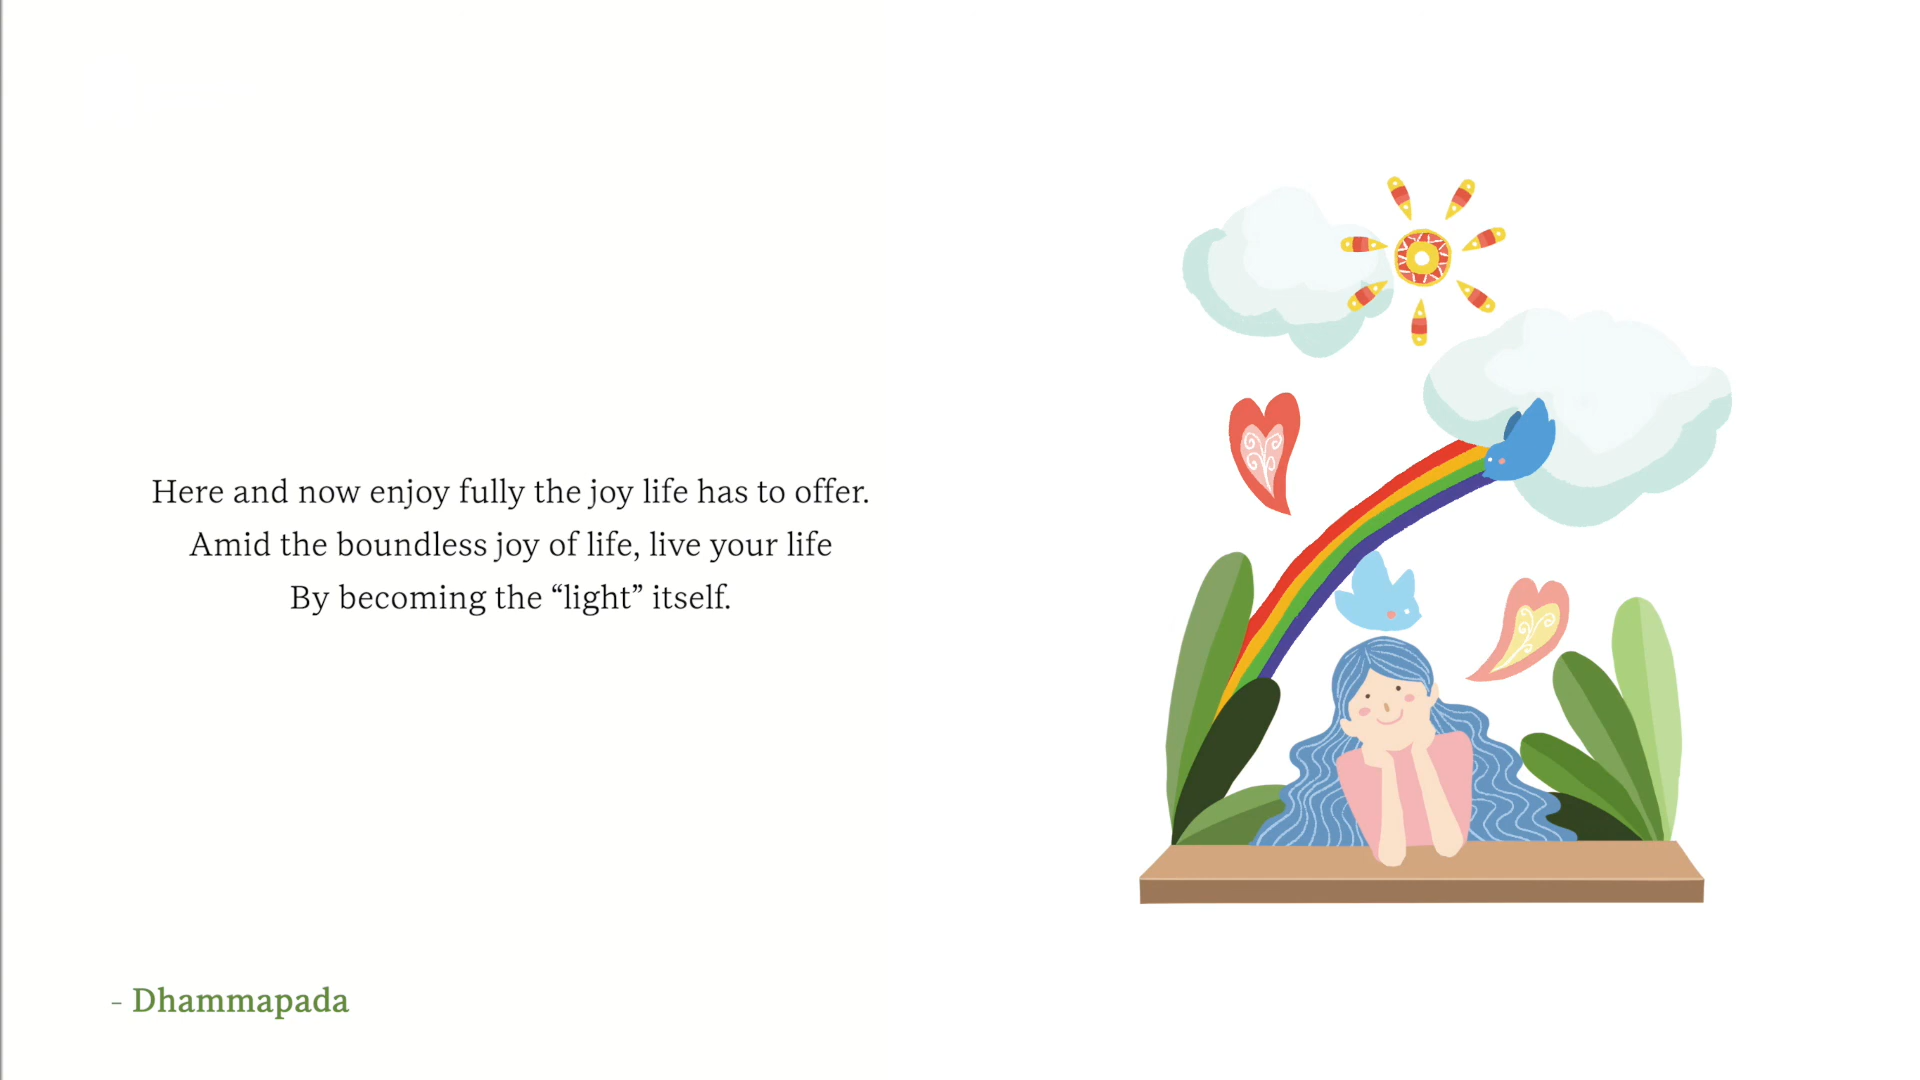 Here and now enjoy fully the joy life has to offer.
Amid the boundless joy of life, live your life
By becoming the “light” itself.
- Dhammapada